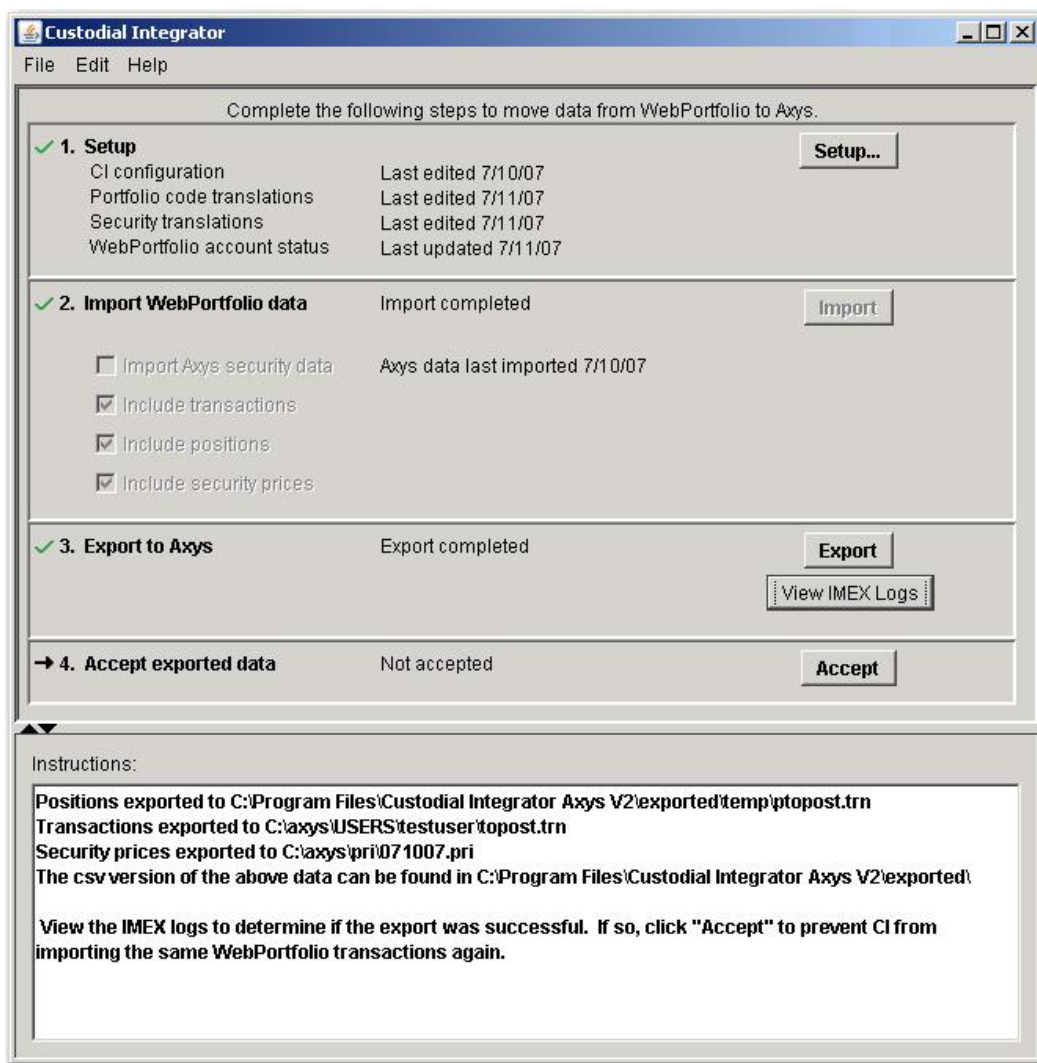 Custodial Integrator
File Edit Help
Complete the following steps to move data from WebPortfolio to Axys.
1. Setup
Setup...
CI configuration Last edited 7/10/07
Portfolio code translations Last edited 7/11/07
Security translations Last edited 7/11/07
WebPortfolio account status Last updated 7/11/07
2. Import WebPortfolio data Import completed Import
Import Axys security data Axys data last imported 7/10/07
Include transactions
Include positions
Include security prices
3. Export to Axys Export completed Export
View IMEX Logs
4. Accept exported data Not accepted Accept
Instructions:
Positions exported to C:\Program Files\Custodial Integrator Axys V2\exported\temp\ptopost.trn
Transactions exported to C:\axys\USERS\testuser\topost.trn
Security prices exported to C:\axys\pri\071007.pri
The csv version of the above data can be found in C:\Program Files\Custodial Integrator Axys V2\exported\
View the IMEX logs to determine if the export was successful. If so, click "Accept" to prevent CI from
importing the same WebPortfolio transactions again.